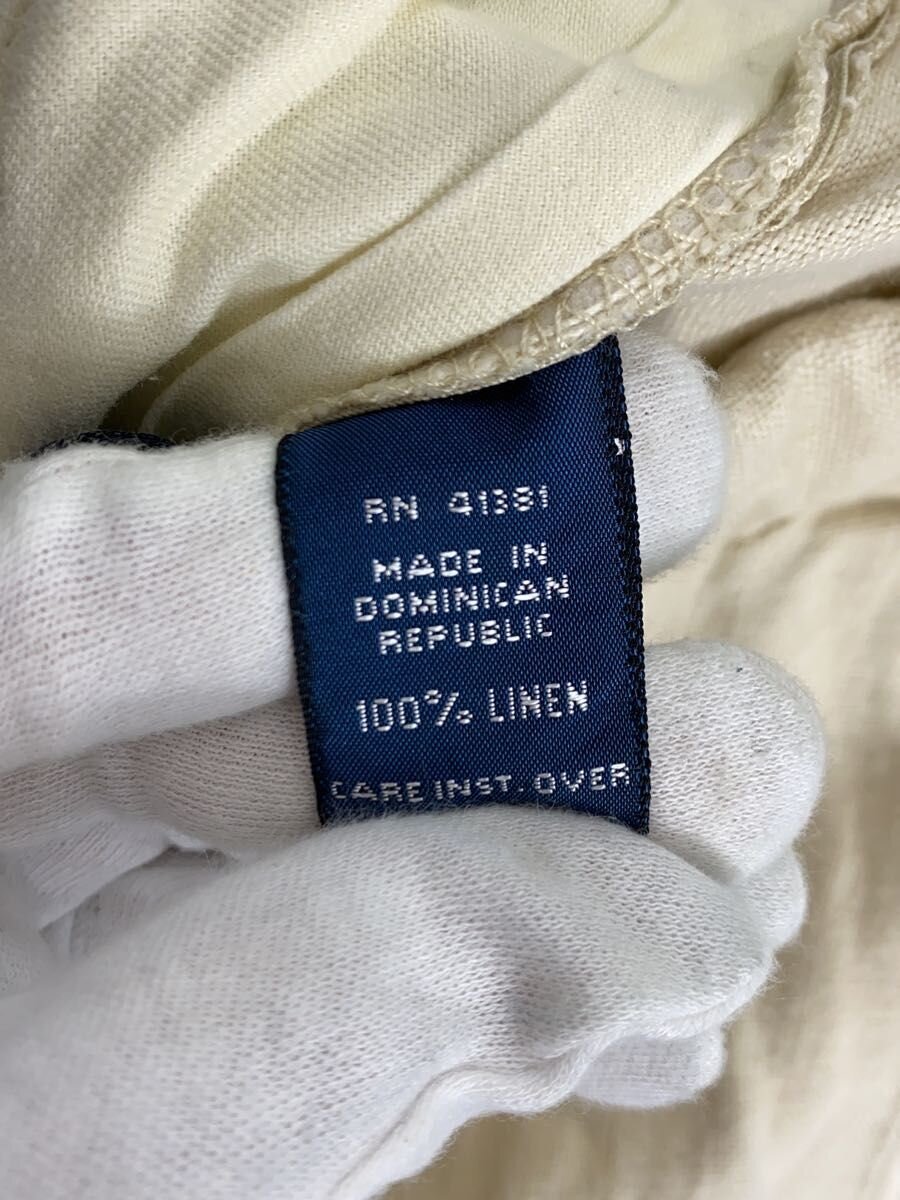 RN 41381
MADE IN
DOMINICAN
REPUBLIC
100% LINEN
CARE INST. OVER